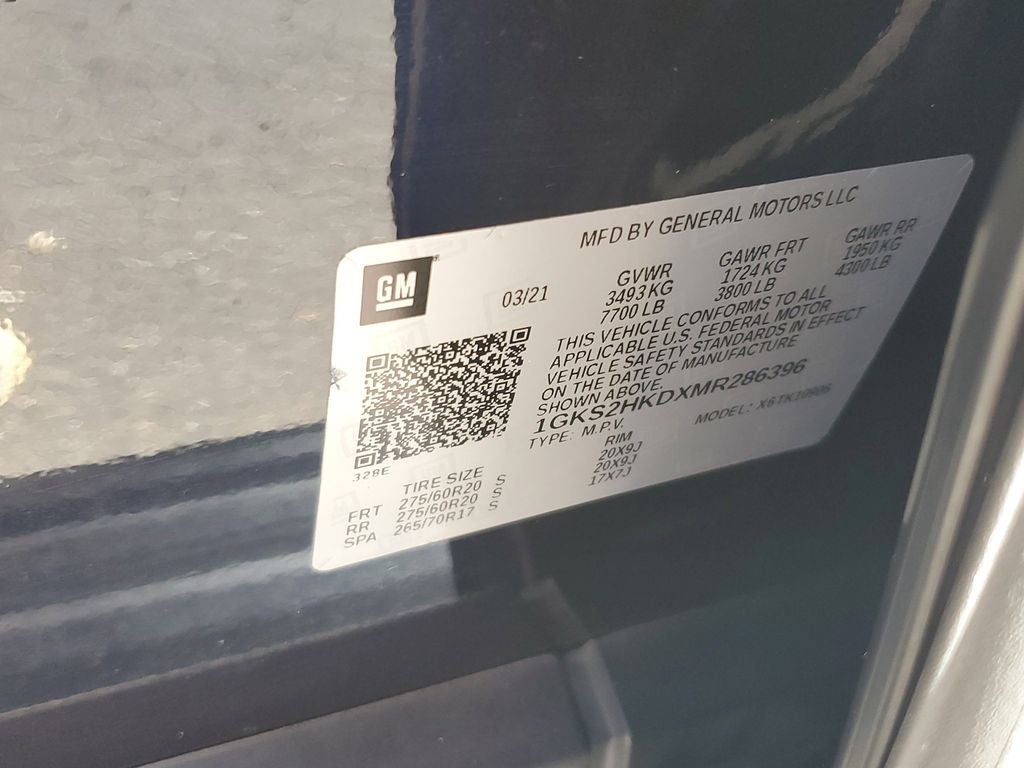 MFD BY GENERAL MOTORS LLC
GM
03/21
GVWR
3493 KG
7700 LB
GAWR FRT
1724 KG
3800 LB
GAWR RR
1950 KG
4300 LB
THIS VEHICLE CONFORMS TO ALL
APPLICABLE U.S. FEDERAL MOTOR
VEHICLE SAFETY STANDARDS IN EFFECT
ON THE DATE OF MANUFACTURE
SHOWN ABOVE.
1GKS2HKDXMR286396
TYPE: M.P.V.
MODEL:
328E
TIRE SIZE
RIM
FRT 275/60R20 S 20X9J
RR 275/60R20 S 20X9J
SPA 265/70R17 S 17X7J